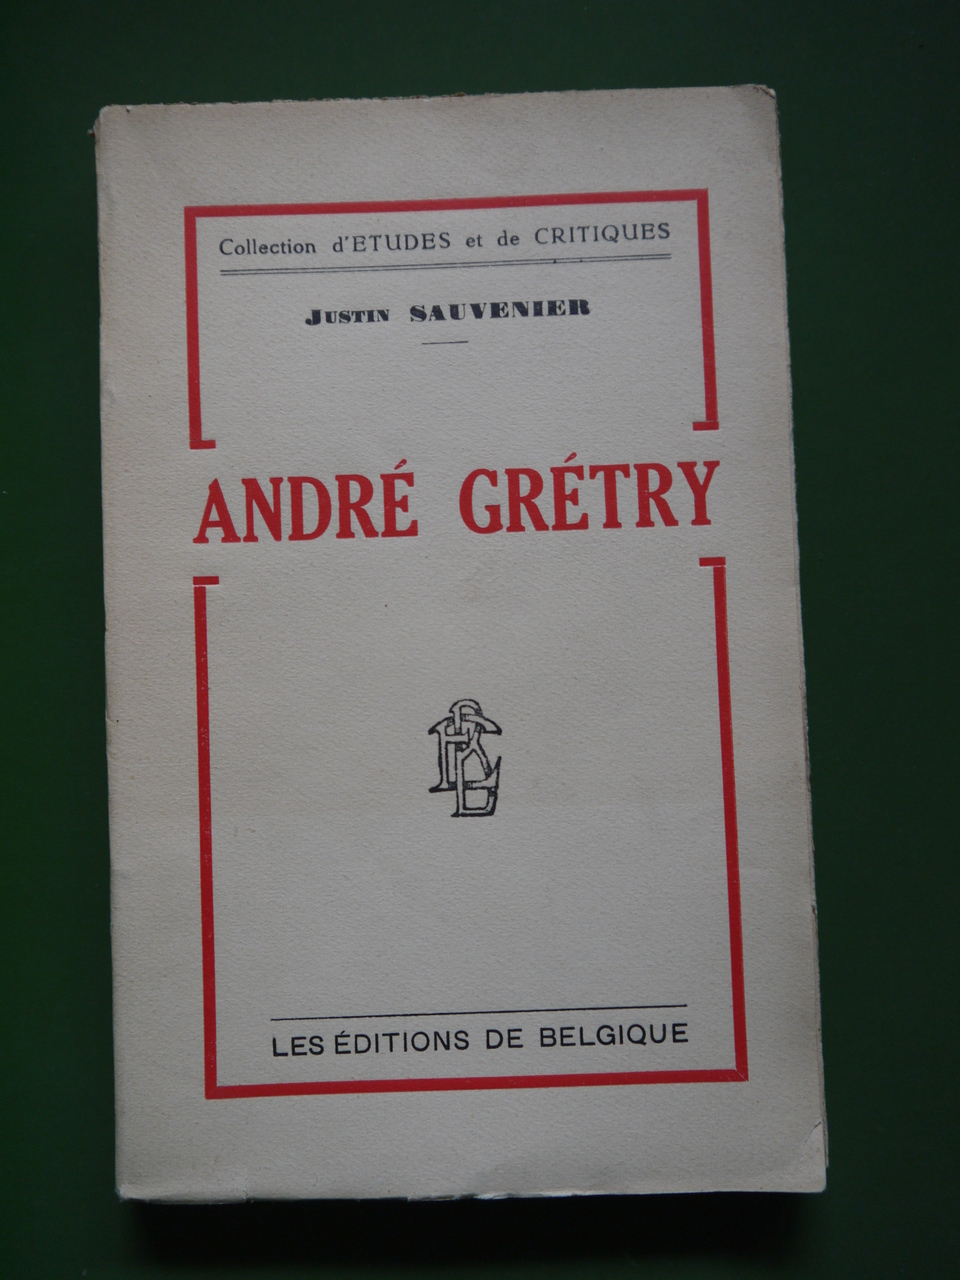 Collection d'ETUDES et de CRITIQUES
JUSTIN SAUVENIER
ANDRÉ GRÉTRY
LES ÉDITIONS DE BELGIQUE